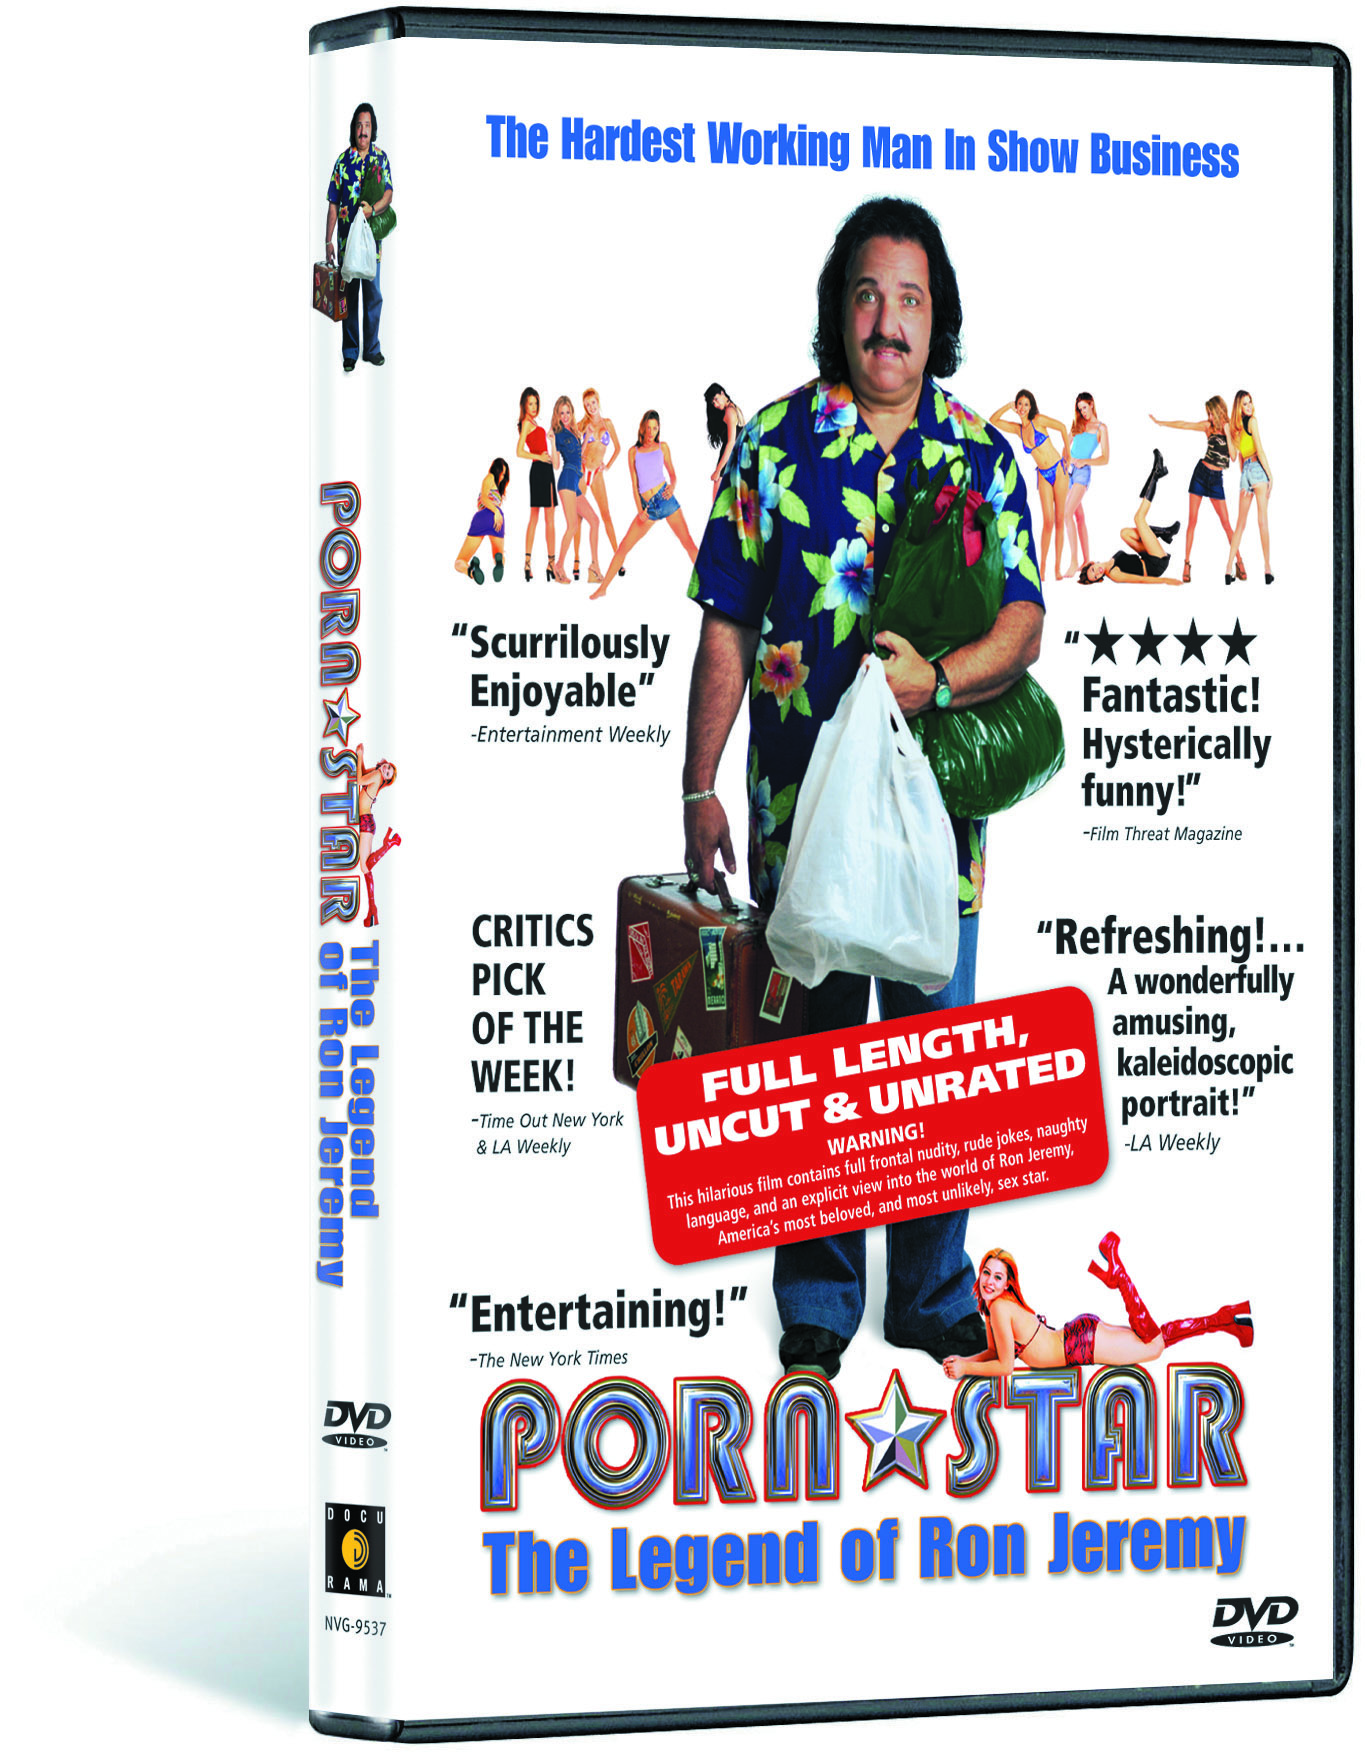 The Hardest Working Man In Show Business
"Scurrilously
Enjoyable"
-Entertainment Weekly
"★★★★
Fantastic!
Hysterically
funny!"
-Film Threat Magazine
CRITICS
PICK
OF THE
WEEK!
-Time Out New York
& LA Weekly
"Refreshing!...
A wonderfully
amusing,
kaleidoscopic
portrait!"
-LA Weekly
FULL LENGTH,
UNCUT & UNRATED
WARNING!
This hilarious film contains full frontal nudity, rude jokes, naughty
language, and an explicit view into the world of Ron Jeremy,
America's most beloved, and most unlikely, sex star.
"Entertaining!"
-The New York Times
PORN★STAR
The Legend of Ron Jeremy
DVD
VIDEO
PORN★STAR
The Legend
of Ron Jeremy
DVD
VIDEO
DOCU
RAMA
NVG-9537